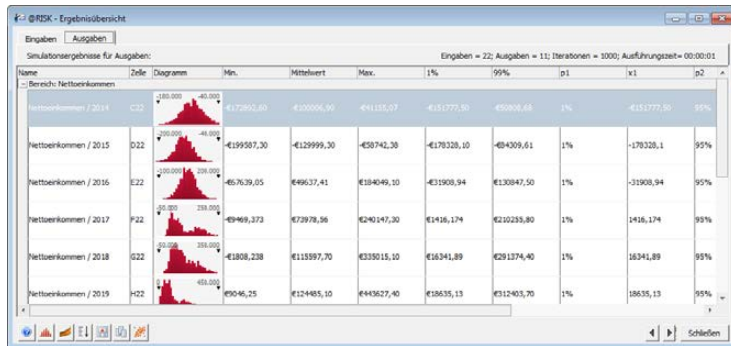 @RISK - Ergebnisübersicht
Eingaben Ausgaben
Simulationsergebnisse für Ausgaben: Eingaben = 22; Ausgaben = 11; Iterationen = 1000; Ausführungszeit= 00:00:01
Name Zelle Diagramm Min. Mittelwert Max. 1% 99% p1 x1 p2
Bereich: Nettoeinkommen
-180.000 -40.000
Nettoeinkommen / 2014 C22 -€172892,60 -€100006,90 -€41155,07 -€151777,50 -€50808,68 1% -€151777,50 95%
-200.000 -40.000
Nettoeinkommen / 2015 D22 -€199587,30 -€129999,30 -€58742,38 -€178328,10 -€84309,61 1% -178328,1 95%
-100.000 200.000
Nettoeinkommen / 2016 E22 -€67639,05 €49637,41 €184049,10 -€31908,94 €130847,50 1% -31908,94 95%
-50.000 250.000
Nettoeinkommen / 2017 F22 -€9469,373 €73978,56 €240147,30 €1416,174 €210255,80 1% 1416,174 95%
-50.000 350.000
Nettoeinkommen / 2018 G22 -€1808,238 €115597,70 €335015,10 €16341,89 €291374,40 1% 16341,89 95%
0 450.000
Nettoeinkommen / 2019 H22 €9046,25 €124485,10 €443627,40 €18635,13 €312403,70 1% 18635,13 95%
Schließen